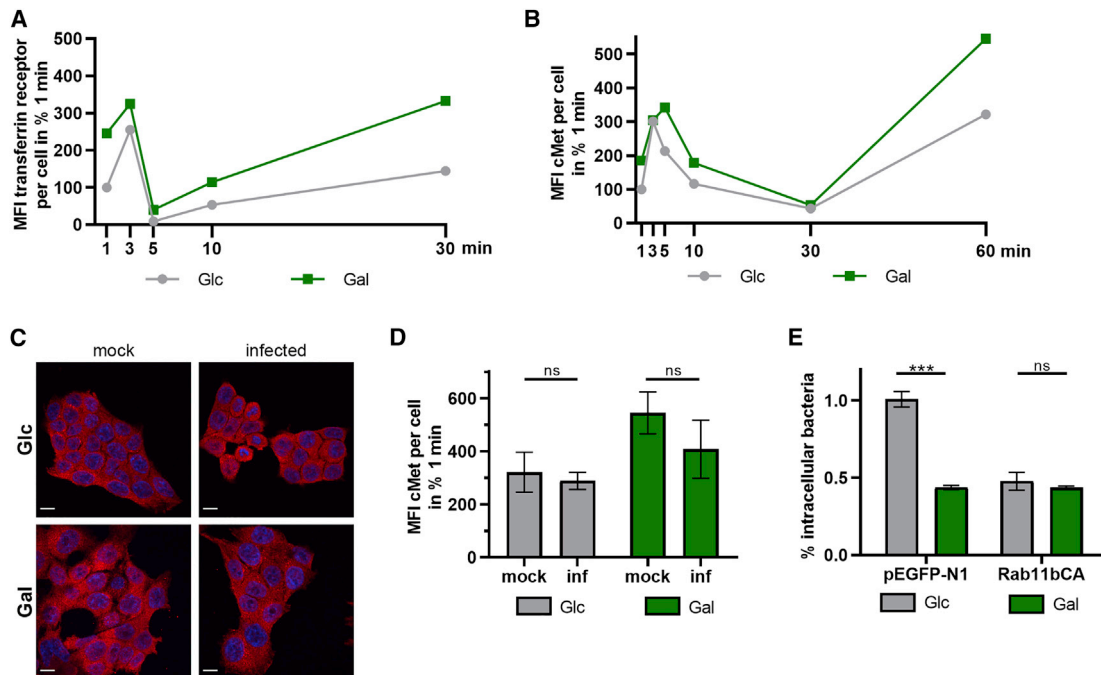 A
MFI transferrin receptor
per cell in % 1 min
500
400
300
200
100
0
1 3 5 10 30 min
Glc Gal
B
MFI cMet per cell
in % 1 min
500
400
300
200
100
0
1 3 5 10 30 60 min
Glc Gal
C
mock infected
Glc
Gal
D
MFI cMet per cell
in % 1 min
ns ns
600
400
300
0
mock inf mock inf
Glc Gal
E
% intracellular bacteria
*** ns
1.0
0.5
0.0
pEGFP-N1 Rab11bCA
Glc Gal